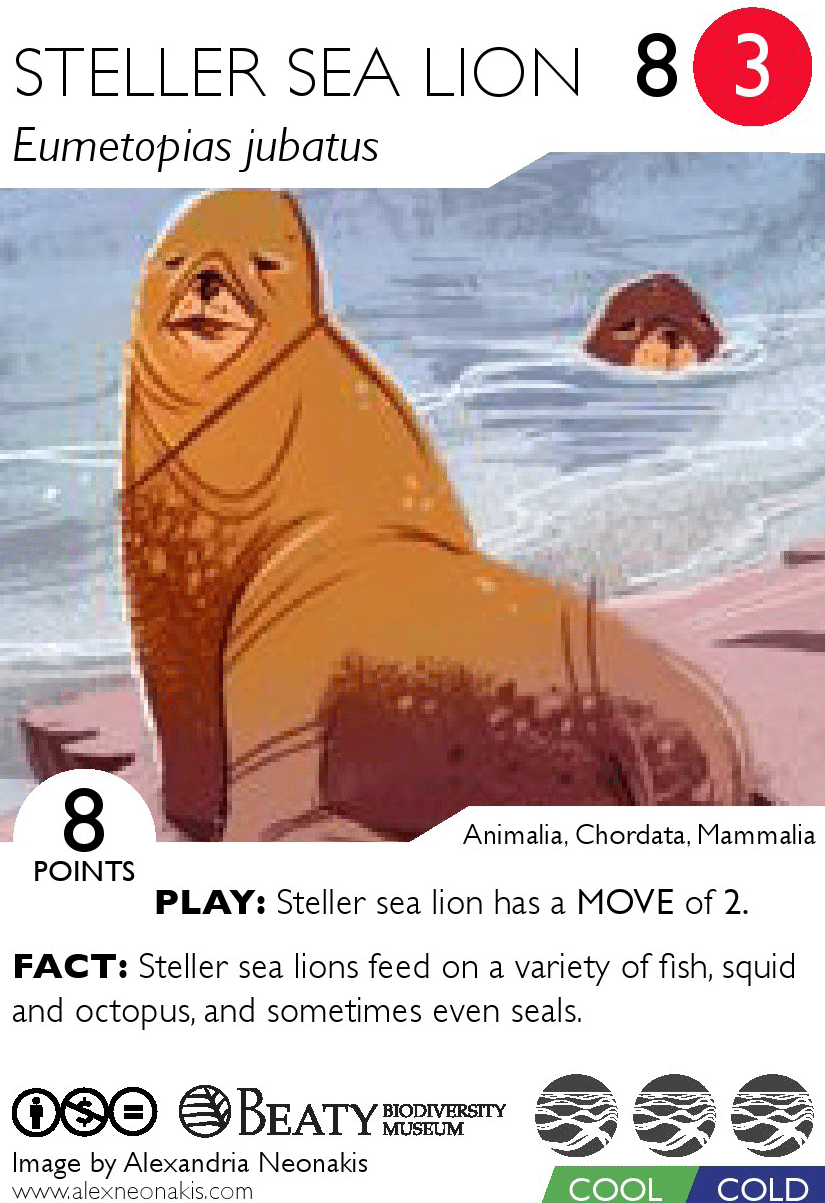 STELLER SEA LION 8 3
Eumetopias jubatus
8
POINTS
Animalia, Chordata, Mammalia
PLAY: Steller sea lion has a MOVE of 2.
FACT: Steller sea lions feed on a variety of fish, squid
and octopus, and sometimes even seals.
BEATY BIODIVERSITY
MUSEUM
Image by Alexandria Neonakis
www.alexneonakis.com
COOL COLD